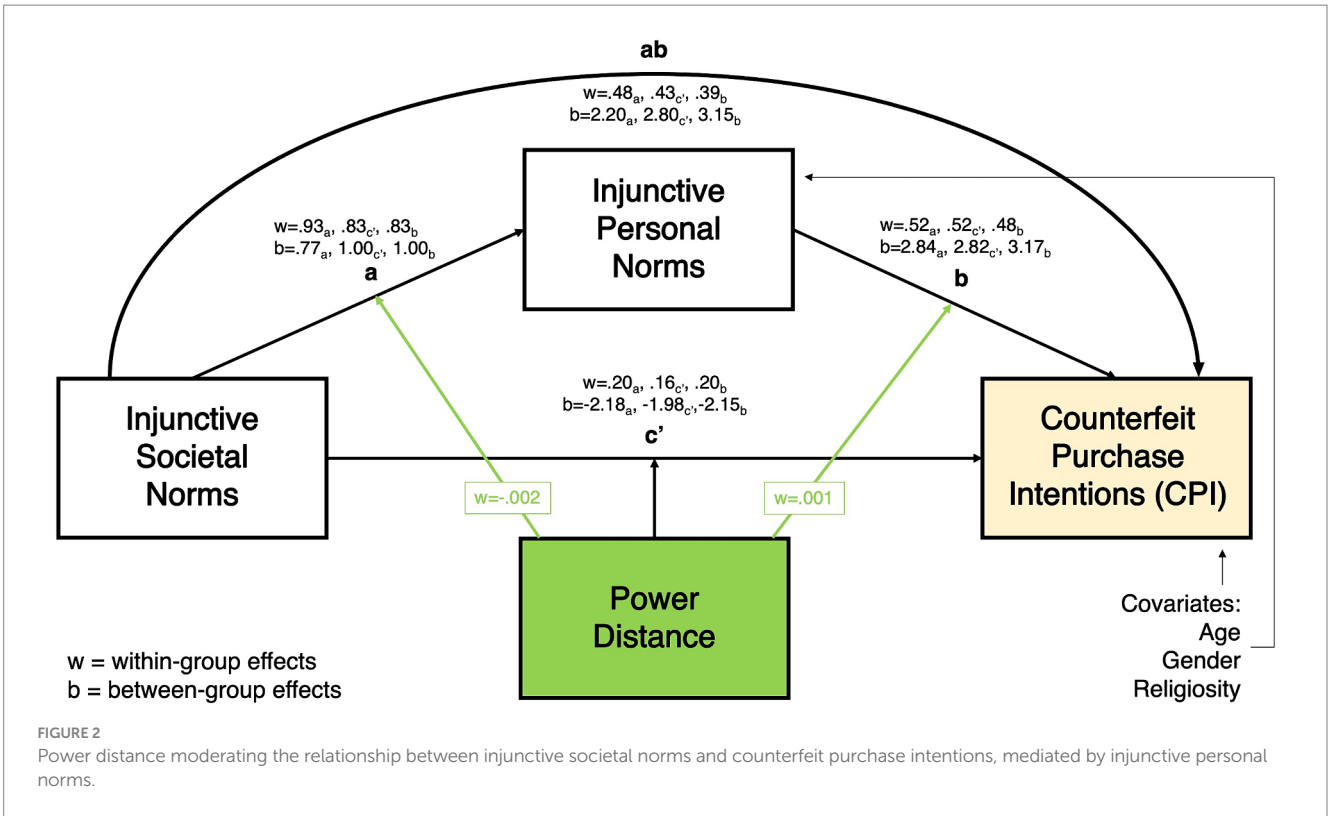 ab
w=.48a, .43c', .39b
b=2.20a, 2.80c', 3.15b
Injunctive
Personal
Norms
w=.93a, .83c', .83b
b=.77a, 1.00c', 1.00b
a
w=.52a, .52c', .48b
b=2.84a, 2.82c', 3.17b
b
Injunctive
Societal
Norms
w=.20a, .16c', .20b
b=-2.18a, -1.98c',-2.15b
c’
Counterfeit
Purchase
Intentions (CPI)
w=-.002
w=.001
Power
Distance
Covariates:
Age
Gender
Religiosity
w = within-group effects
b = between-group effects
FIGURE 2
Power distance moderating the relationship between injunctive societal norms and counterfeit purchase intentions, mediated by injunctive personal
norms.